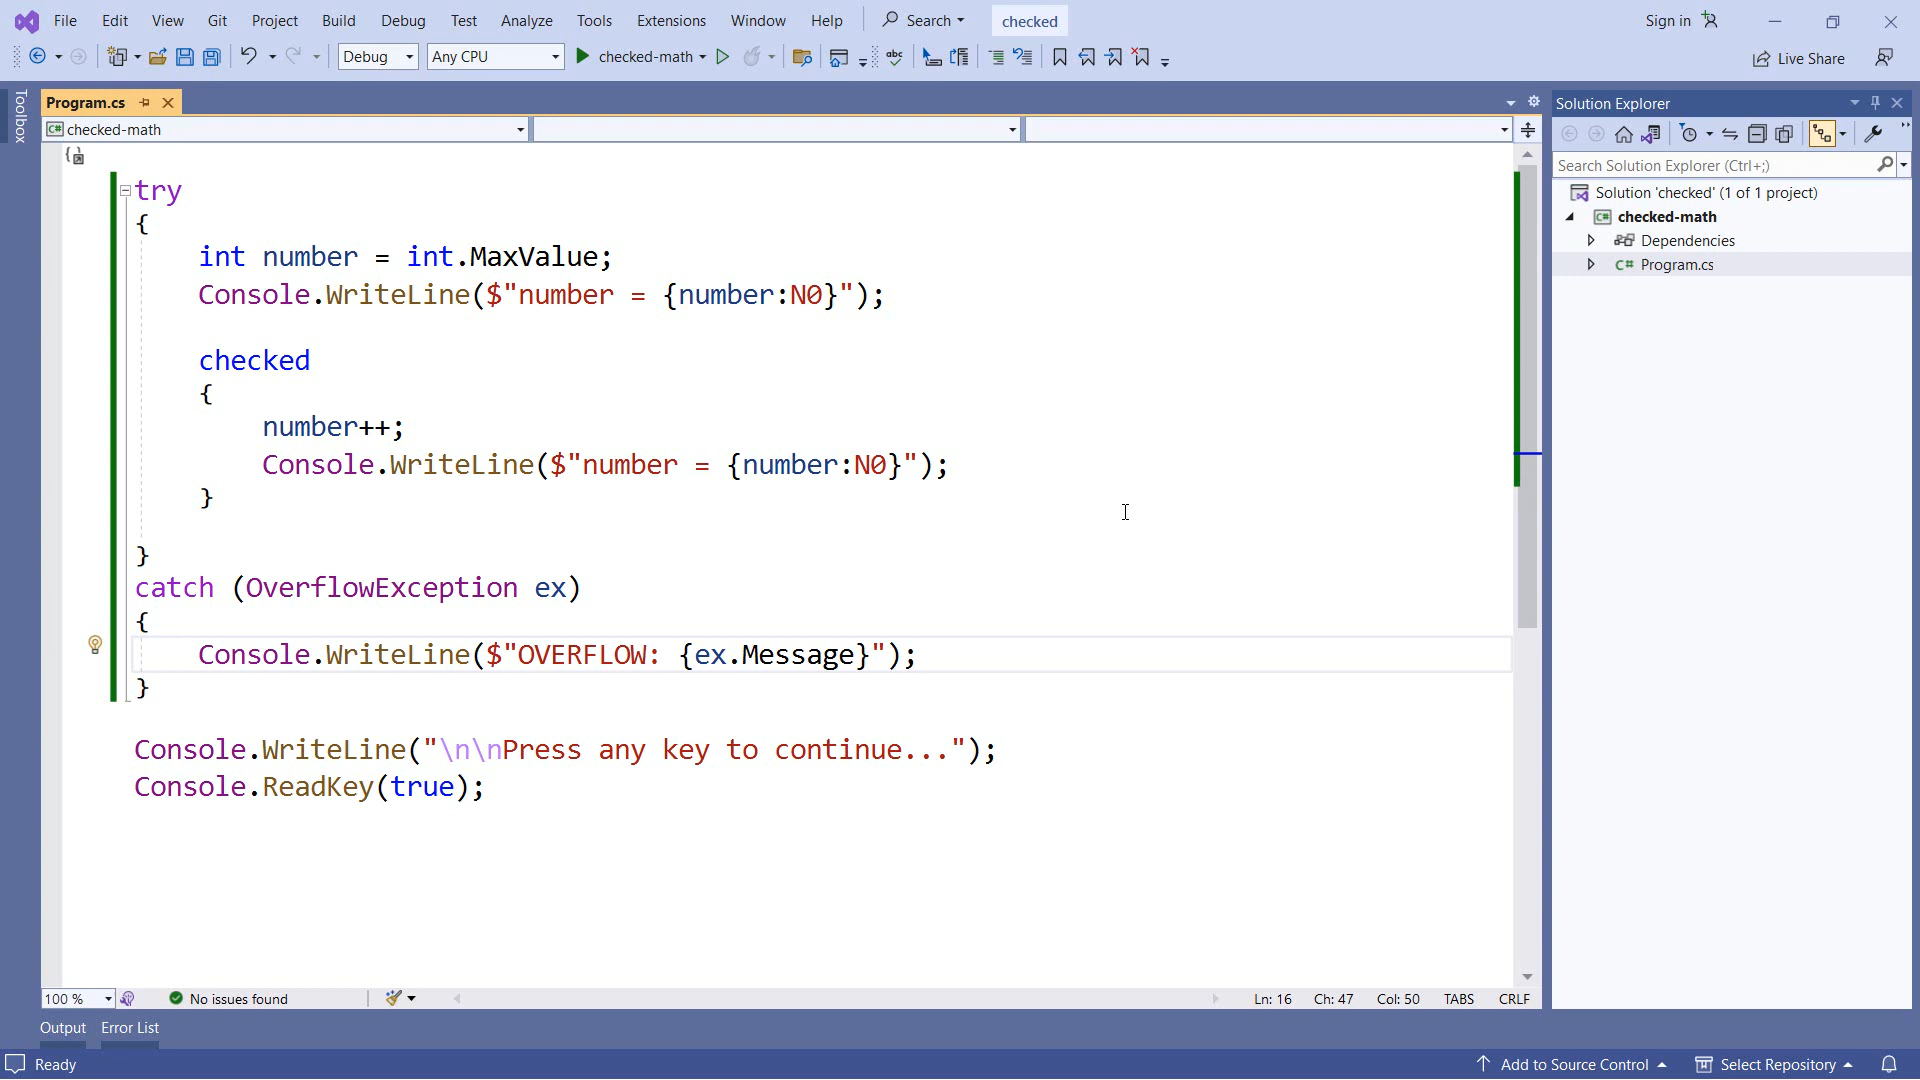 File Edit View Git Project Build Debug Test Analyze Tools Extensions Window Help Search checked Sign in
Debug Any CPU checked-math abc Live Share
Toolbox
Program.cs
C# checked-math
try
{
int number = int.MaxValue;
Console.WriteLine($"number = {number:N0}");
checked
{
number++;
Console.WriteLine($"number = {number:N0}");
}
}
catch (OverflowException ex)
{
Console.WriteLine($"OVERFLOW: {ex.Message}");
}
Console.WriteLine("\n\nPress any key to continue...");
Console.ReadKey(true);
100 % No issues found Ln: 16 Ch: 47 Col: 50 TABS CRLF
Solution Explorer
Search Solution Explorer (Ctrl+;)
Solution 'checked' (1 of 1 project)
C# checked-math
Dependencies
C# Program.cs
Output Error List
Ready Add to Source Control Select Repository